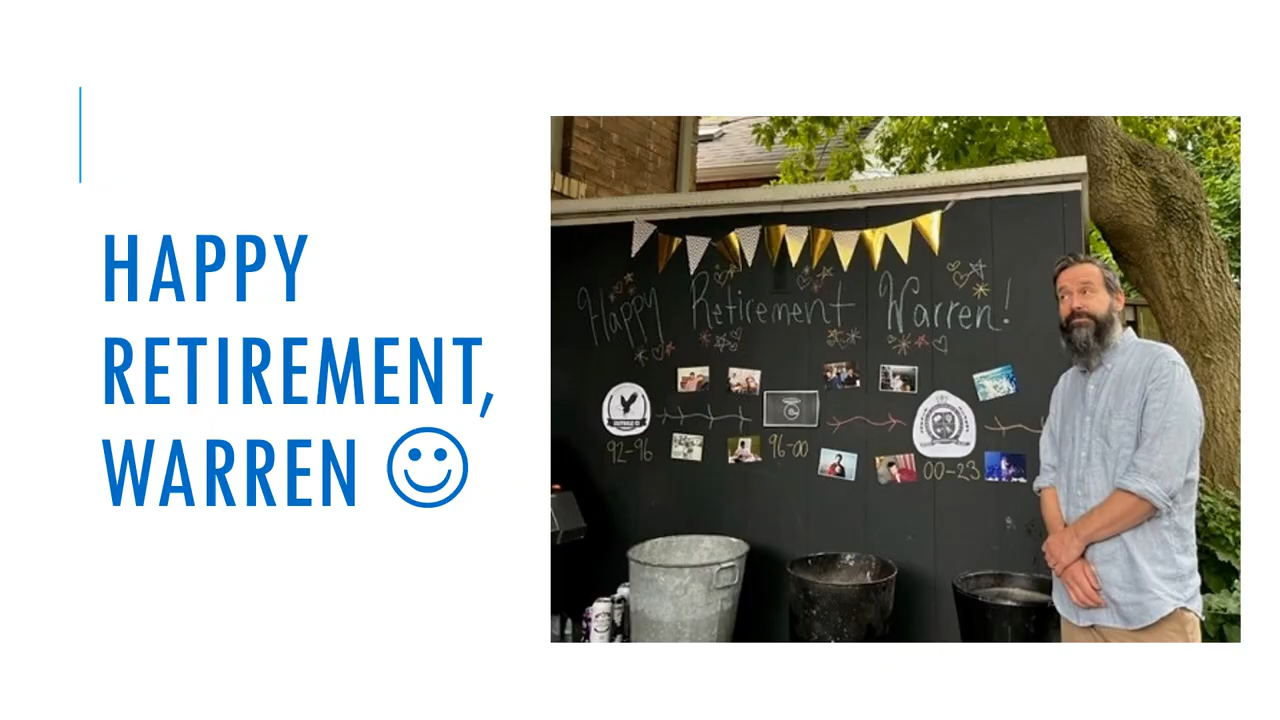 HAPPY
RETIREMENT,
WARREN ☺
Happy Retirement Warren!
92-96
96-00
00-23